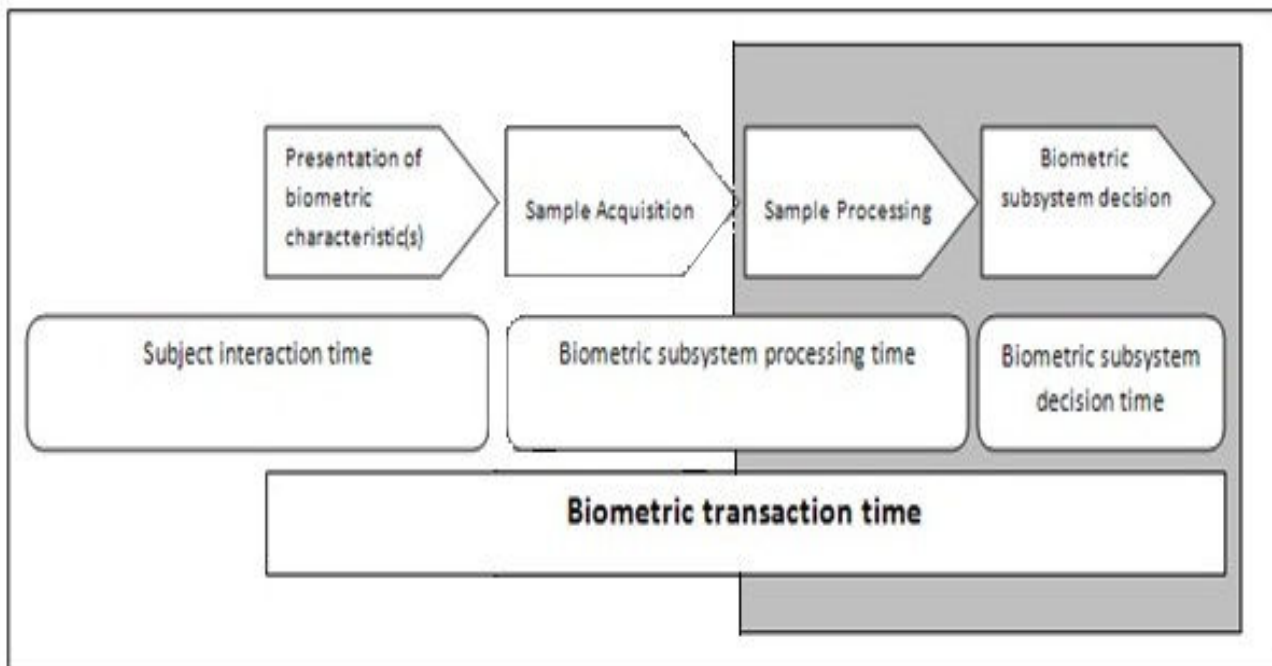 Presentation of
biometric
characteristic(s)
Sample Acquisition
Sample Processing
Biometric
subsystem decision
Subject interaction time
Biometric subsystem processing time
Biometric subsystem
decision time
Biometric transaction time